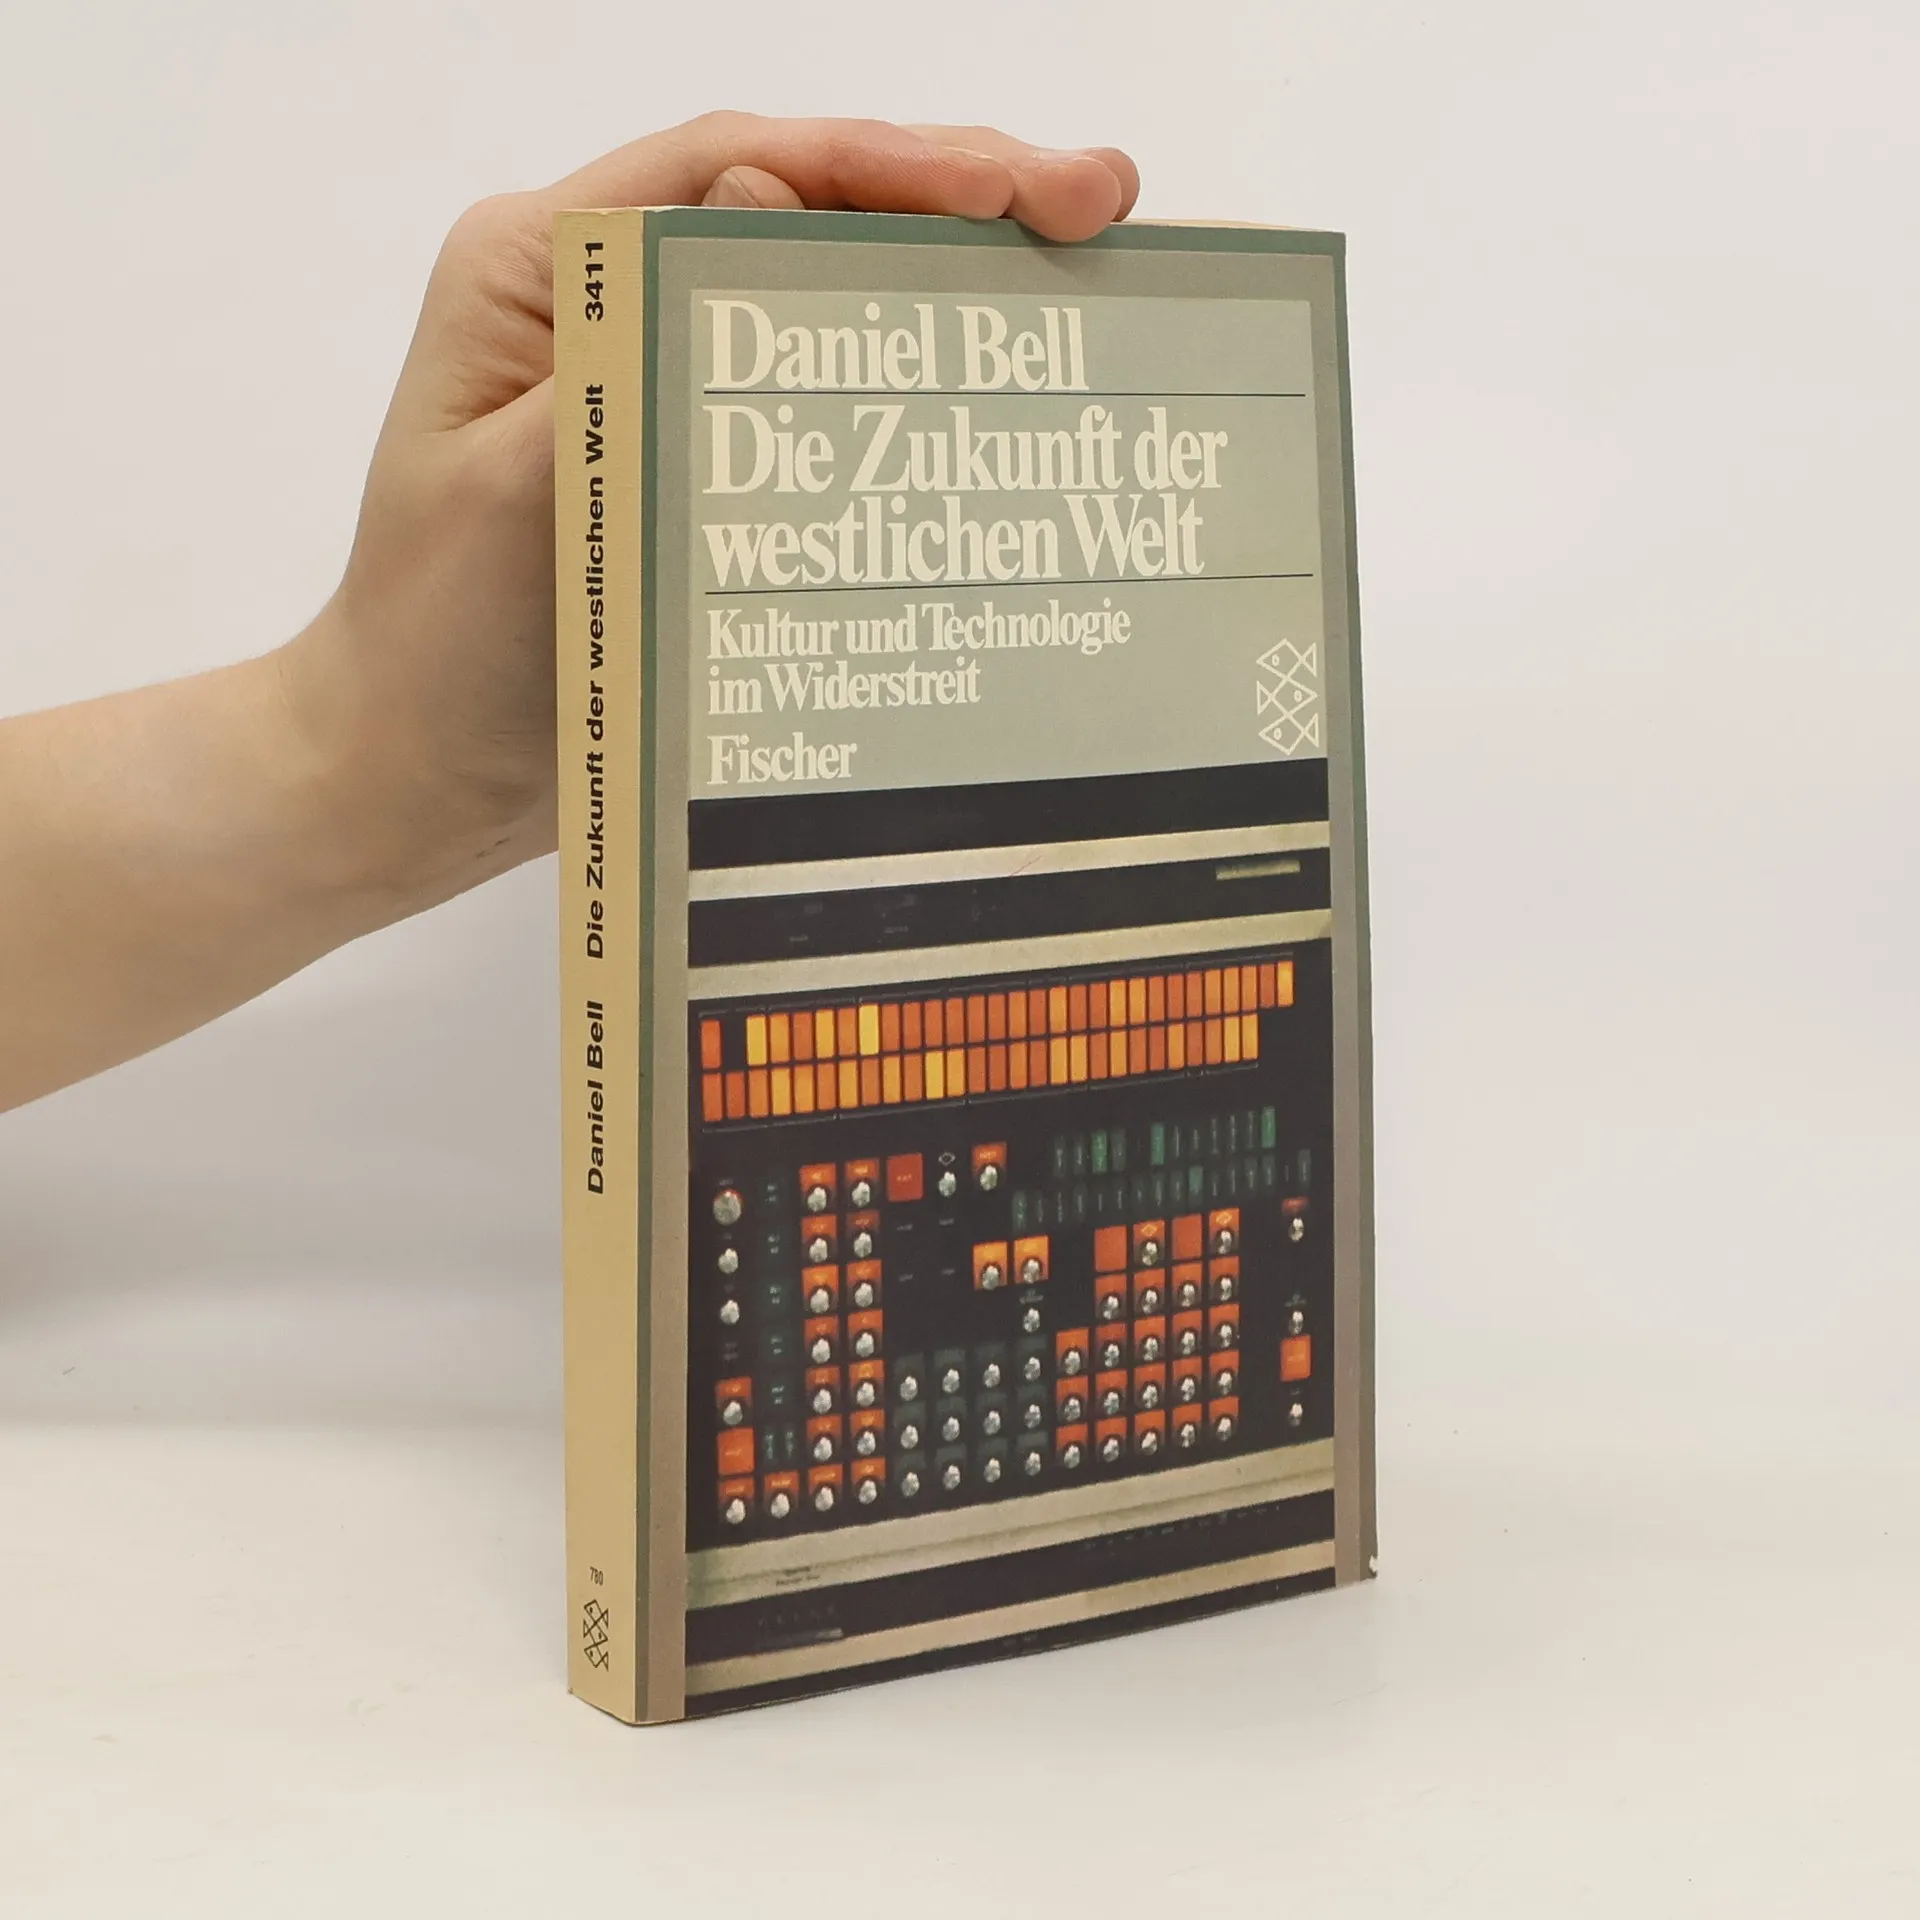 Daniel Bell
Die Zukunft der
westlichen Welt
Kultur und Technologie
im Widerstreit
Fischer
Daniel Bell Die Zukunft der westlichen Welt 3411
780